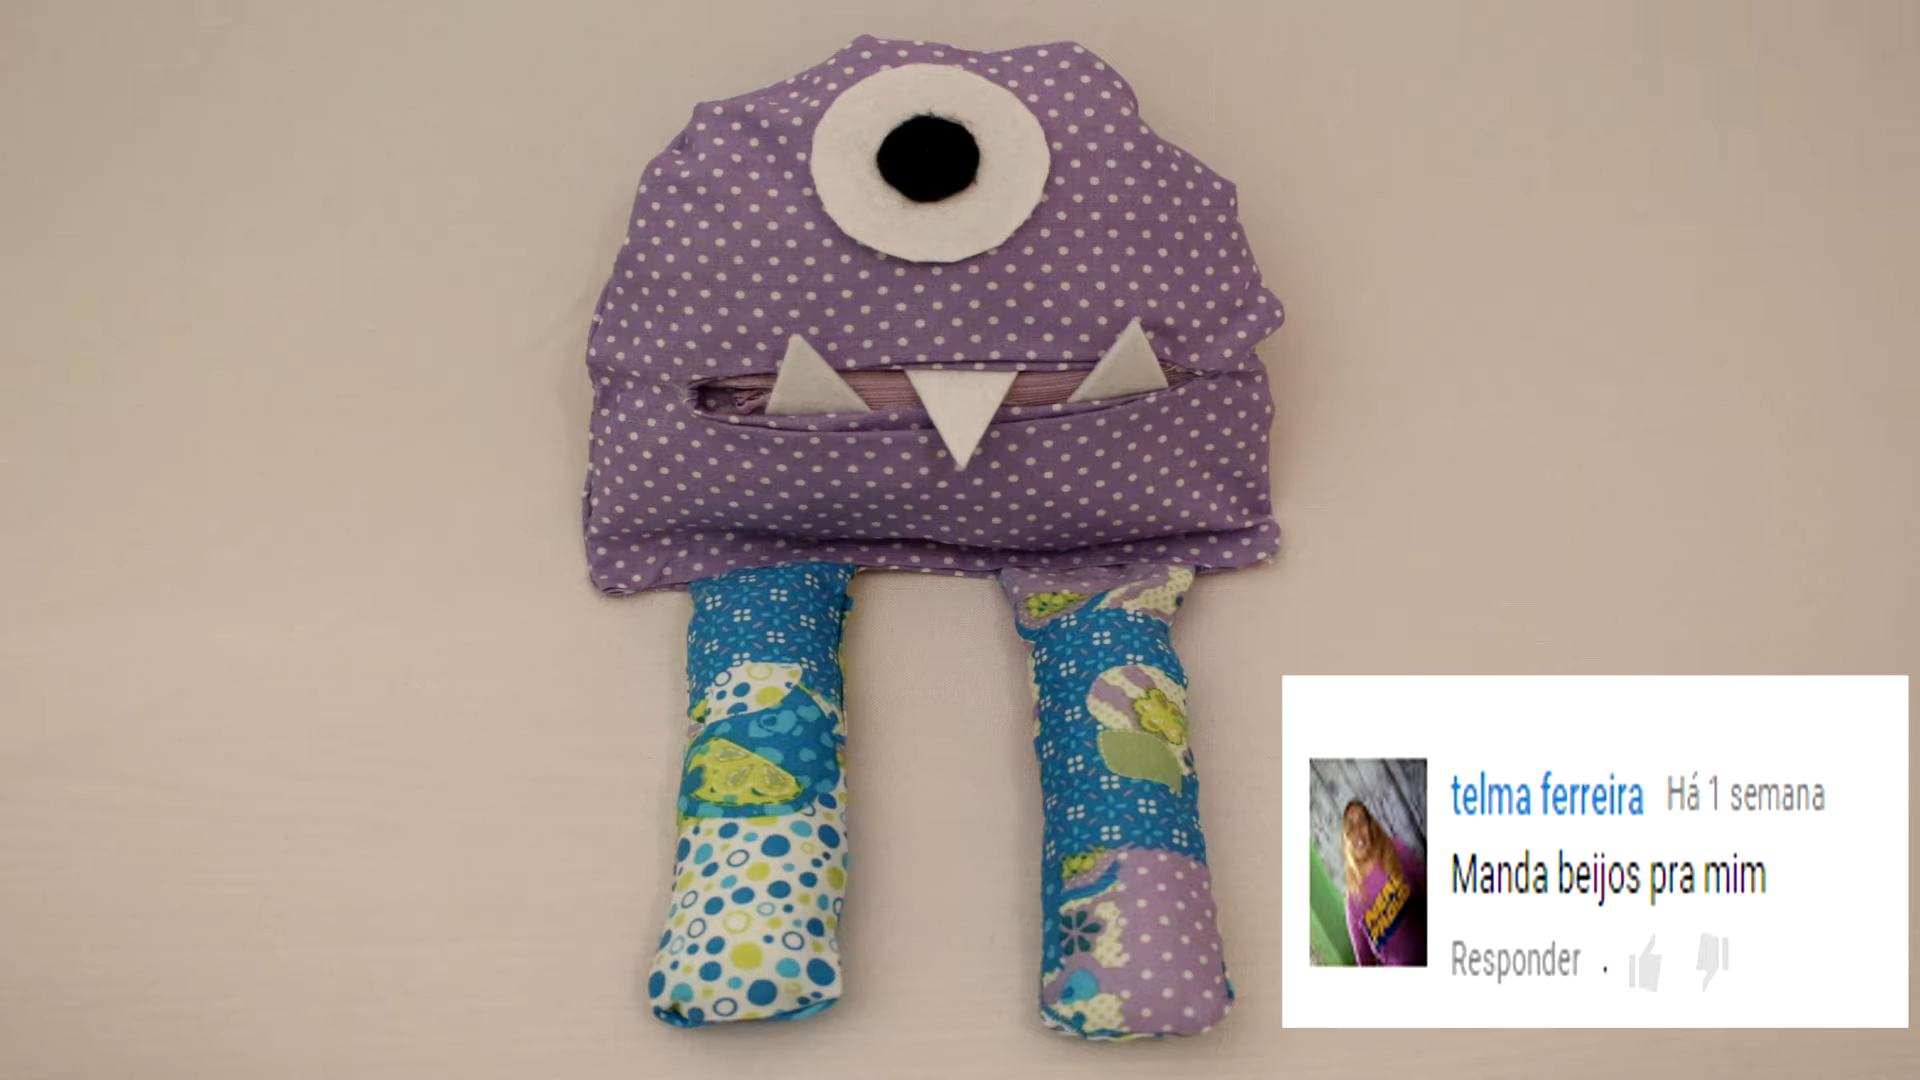 telma ferreira Há 1 semana
Manda beijos pra mim
Responder .